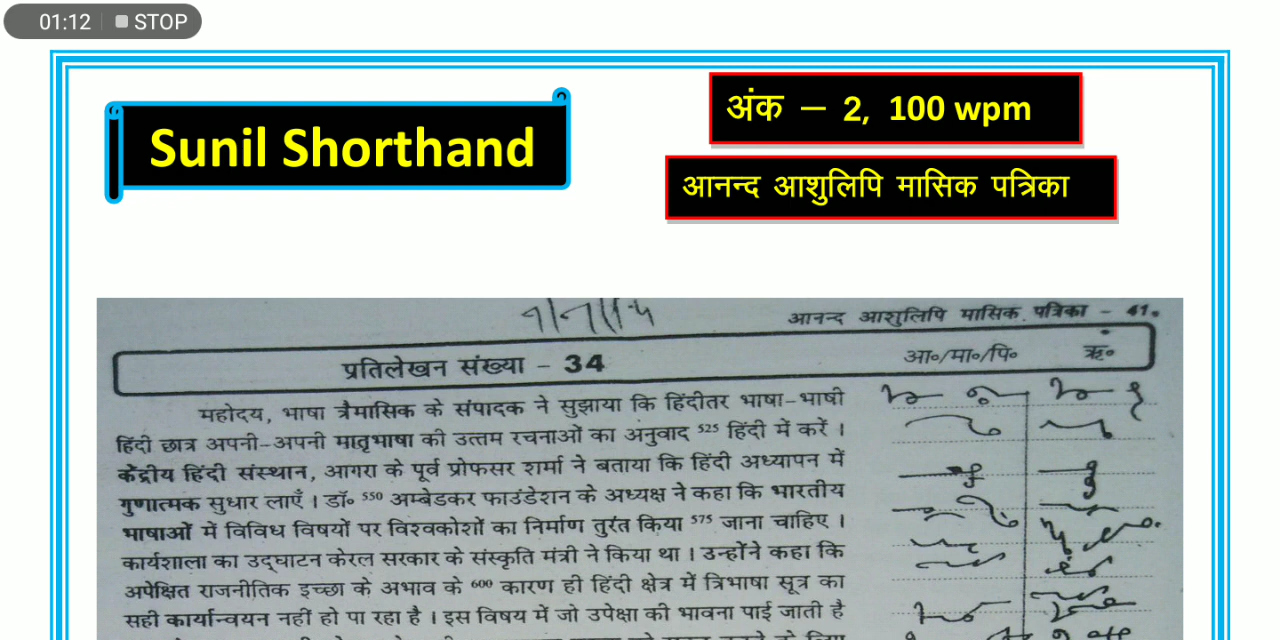 01:12 STOP
Sunil Shorthand
अंक – 2, 100 wpm
आनन्द आशुलिपि मासिक पत्रिका
आनन्द आशुलिपि मासिक पत्रिका - 41.
प्रतिलेखन संख्या - 34
आ०/मा०/पि० ऋ०
महोदय, भाषा त्रैमासिक के संपादक ने सुझाया कि हिंदीतर भाषा-भाषी
हिंदी छात्र अपनी-अपनी मातृभाषा की उत्तम रचनाओं का अनुवाद 525 हिंदी में करें ।
केंद्रीय हिंदी संस्थान, आगरा के पूर्व प्रोफसर शर्मा ने बताया कि हिंदी अध्यापन में
गुणात्मक सुधार लाएँ । डॉ० 550 अम्बेडकर फाउंडेशन के अध्यक्ष ने कहा कि भारतीय
भाषाओं में विविध विषयों पर विश्वकोशों का निर्माण तुरंत किया 575 जाना चाहिए ।
कार्यशाला का उद्घाटन केरल सरकार के संस्कृति मंत्री ने किया था । उन्होंने कहा कि
अपेक्षित राजनीतिक इच्छा के अभाव के 600 कारण ही हिंदी क्षेत्र में त्रिभाषा सूत्र का
सही कार्यान्वयन नहीं हो पा रहा है । इस विषय में जो उपेक्षा की भावना पाई जाती है